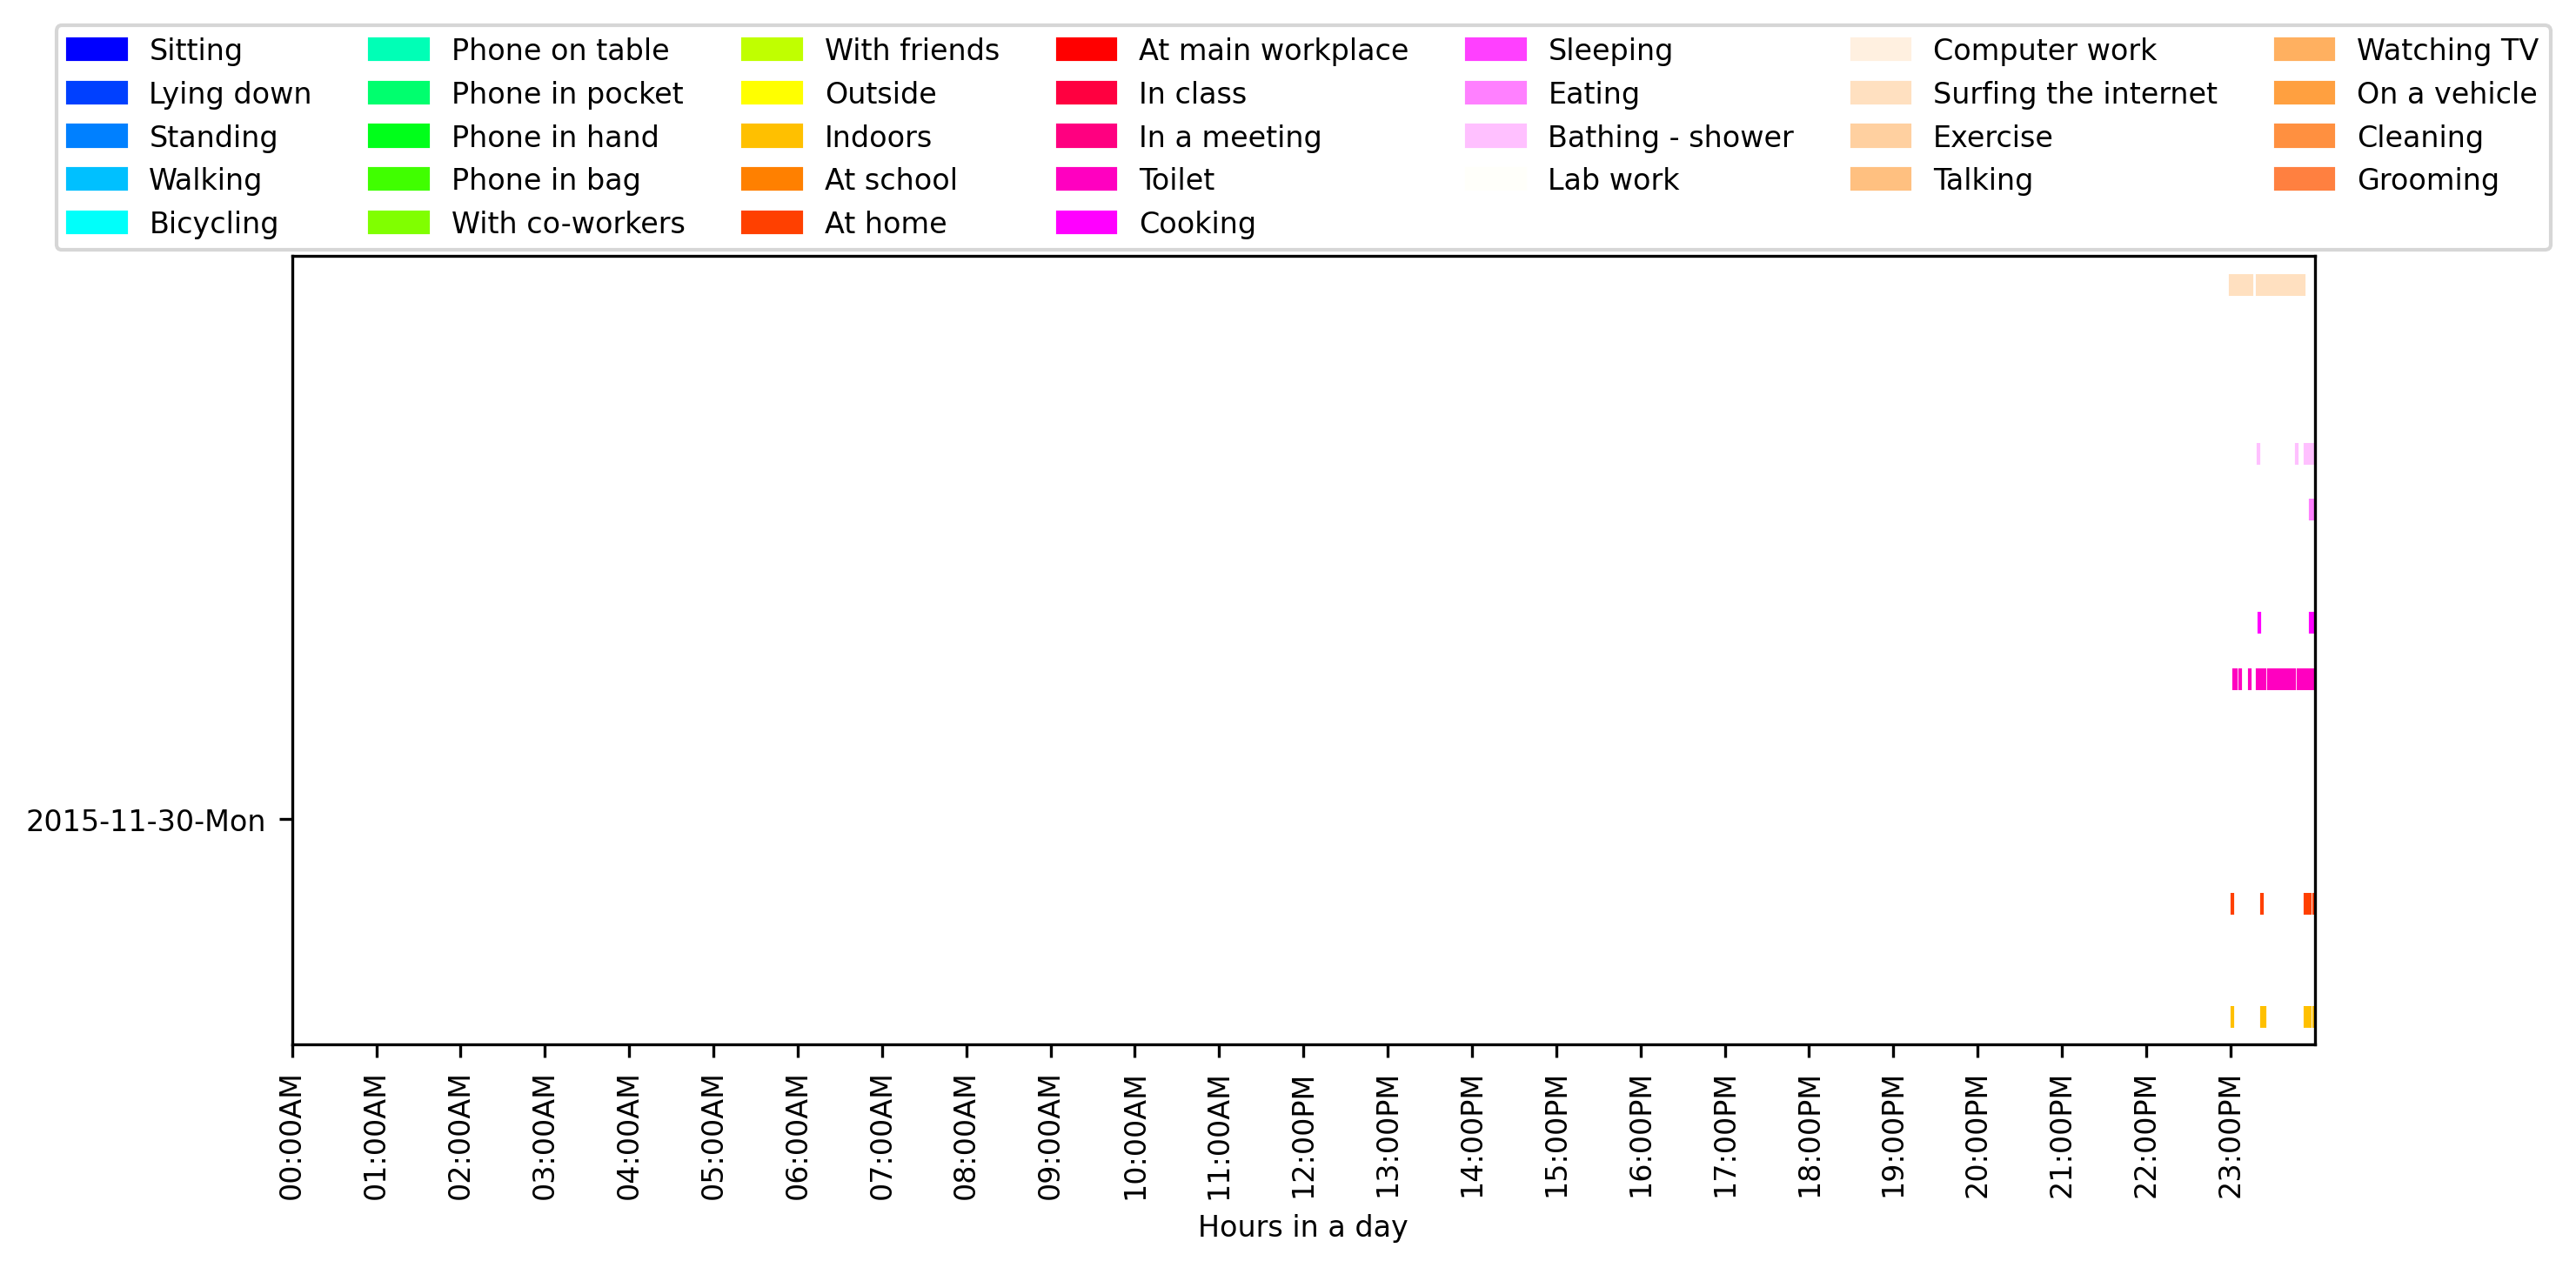 Sitting
Lying down
Standing
Walking
Bicycling
Phone on table
Phone in pocket
Phone in hand
Phone in bag
With co-workers
With friends
Outside
Indoors
At school
At home
At main workplace
In class
In a meeting
Toilet
Cooking
Sleeping
Eating
Bathing - shower
Lab work
Computer work
Surfing the internet
Exercise
Talking
Watching TV
On a vehicle
Cleaning
Grooming
2015-11-30-Mon
00:00AM
01:00AM
02:00AM
03:00AM
04:00AM
05:00AM
06:00AM
07:00AM
08:00AM
09:00AM
10:00AM
11:00AM
12:00PM
13:00PM
14:00PM
15:00PM
16:00PM
17:00PM
18:00PM
19:00PM
20:00PM
21:00PM
22:00PM
23:00PM
Hours in a day